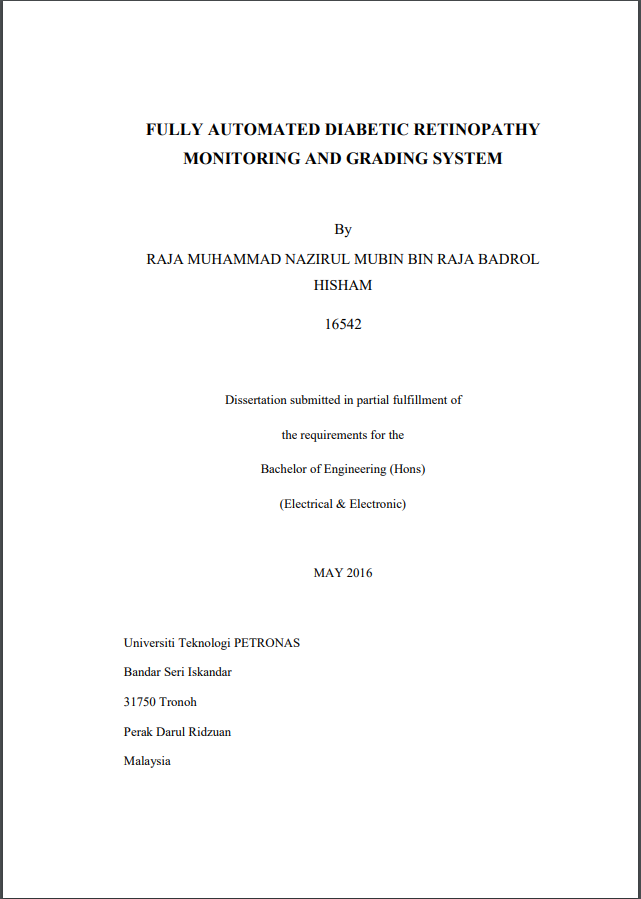 FULLY AUTOMATED DIABETIC RETINOPATHY
MONITORING AND GRADING SYSTEM
By
RAJA MUHAMMAD NAZIRUL MUBIN BIN RAJA BADROL
HISHAM
16542
Dissertation submitted in partial fulfillment of
the requirements for the
Bachelor of Engineering (Hons)
(Electrical & Electronic)
MAY 2016
Universiti Teknologi PETRONAS
Bandar Seri Iskandar
31750 Tronoh
Perak Darul Ridzuan
Malaysia